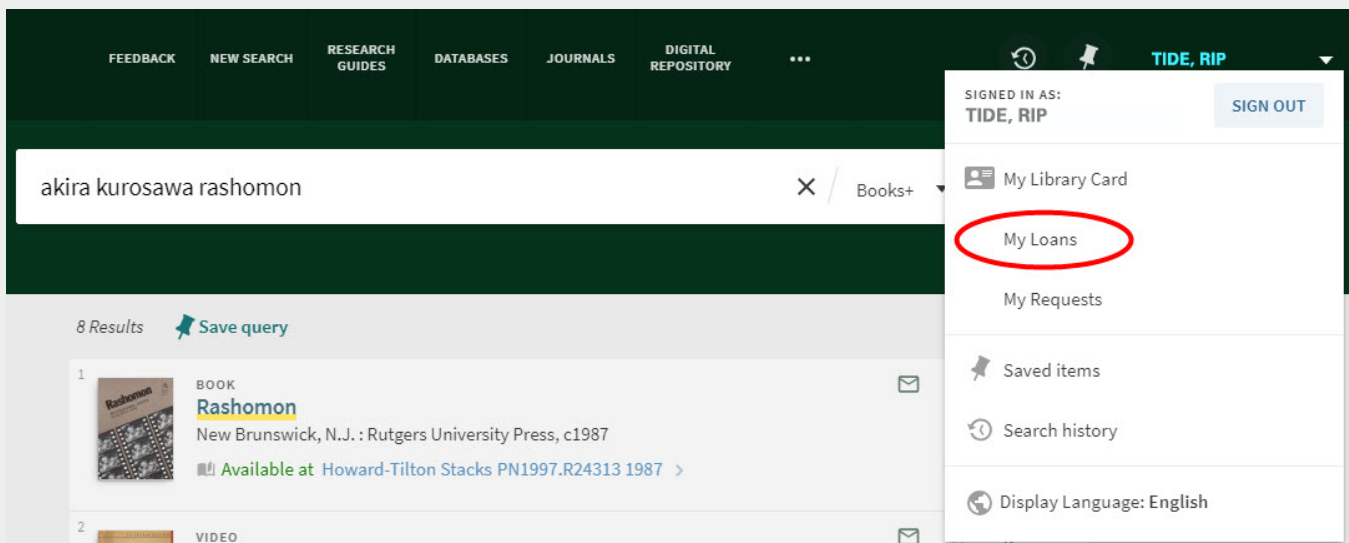 FEEDBACK
NEW SEARCH
RESEARCH
GUIDES
DATABASES
JOURNALS
DIGITAL
REPOSITORY
•••
TIDE, RIP
akira kurosawa rashomon
Books+
SIGNED IN AS:
TIDE, RIP
SIGN OUT
My Library Card
My Loans
My Requests
Saved items
Search history
Display Language: English
8 Results
Save query
1
Rashomon
BOOK
Rashomon
New Brunswick, N.J. : Rutgers University Press, c1987
Available at Howard-Tilton Stacks PN1997.R24313 1987 >
2
VIDEO